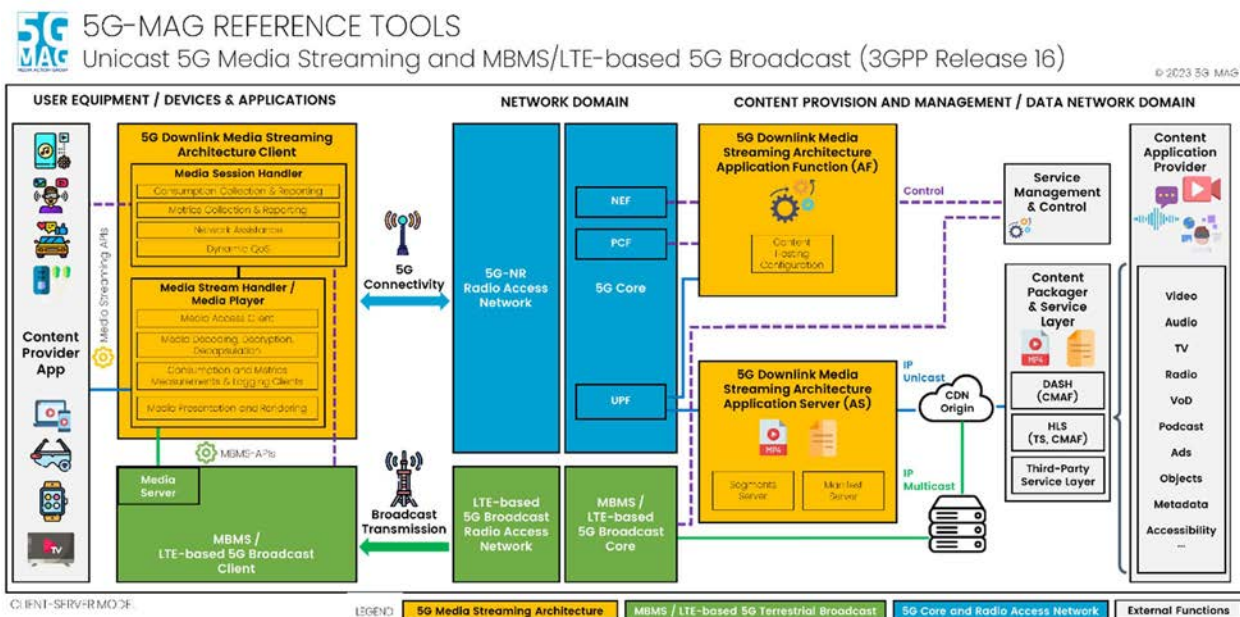 5G
MAG
MEDIA ACTION GROUP
5G-MAG REFERENCE TOOLS
Unicast 5G Media Streaming and MBMS/LTE-based 5G Broadcast (3GPP Release 16)
© 2023 5G-MAG
USER EQUIPMENT / DEVICES & APPLICATIONS
NETWORK DOMAIN
CONTENT PROVISION AND MANAGEMENT / DATA NETWORK DOMAIN
Content
Provider
App
TV
Media Streaming APIs
5G Downlink Media Streaming
Architecture Client
Media Session Handler
Consumption Collection & Reporting
Metrics Collection & Reporting
Network Assistance
Dynamic QoS
Media Stream Handler /
Media Player
Media Access Client
Media Decoding, Decryption,
Decapsulation
Consumption and Metrics
Measurements & Logging Clients
Media Presentation and Rendering
MBMS-APIs
Media
Server
MBMS /
LTE-based 5G Broadcast
Client
5G
Connectivity
Broadcast
Transmission
5G-NR
Radio Access
Network
NEF
PCF
5G Core
UPF
LTE-based
5G Broadcast
Radio Access
Network
MBMS /
LTE-based
5G Broadcast
Core
5G Downlink Media
Streaming Architecture
Application Function (AF)
Content
Hosting
Configuration
5G Downlink Media
Streaming Architecture
Application Server (AS)
MP4
Segments
Server
Manifest
Server
Control
IP
Unicast
CDN
Origin
IP
Multicast
Service
Management
& Control
Content
Packager
& Service
Layer
MP4
DASH
(CMAF)
HLS
(TS, CMAF)
Third-Party
Service Layer
Content
Application
Provider
Video
Audio
TV
Radio
VoD
Podcast
Ads
Objects
Metadata
Accessibility
...
CLIENT-SERVER MODEL
LEGEND
5G Media Streaming Architecture
MBMS / LTE-based 5G Terrestrial Broadcast
5G Core and Radio Access Network
External Functions